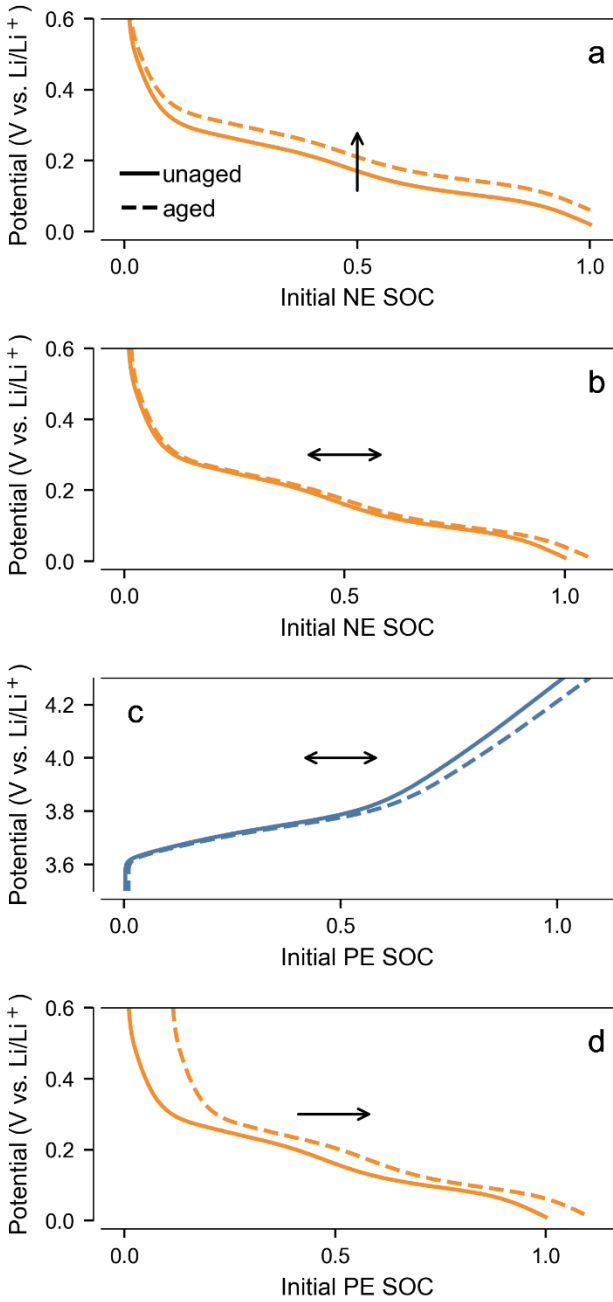 Potential (V vs. Li/Li⁺)
0.6
0.4
0.2
0.0
a
unaged
aged
0.0 0.5 1.0
Initial NE SOC
Potential (V vs. Li/Li⁺)
0.6
0.4
0.2
0.0
b
0.0 0.5 1.0
Initial NE SOC
Potential (V vs. Li/Li⁺)
4.2
4.0
3.8
3.6
c
0.0 0.5 1.0
Initial PE SOC
Potential (V vs. Li/Li⁺)
0.6
0.4
0.2
0.0
d
0.0 0.5 1.0
Initial PE SOC